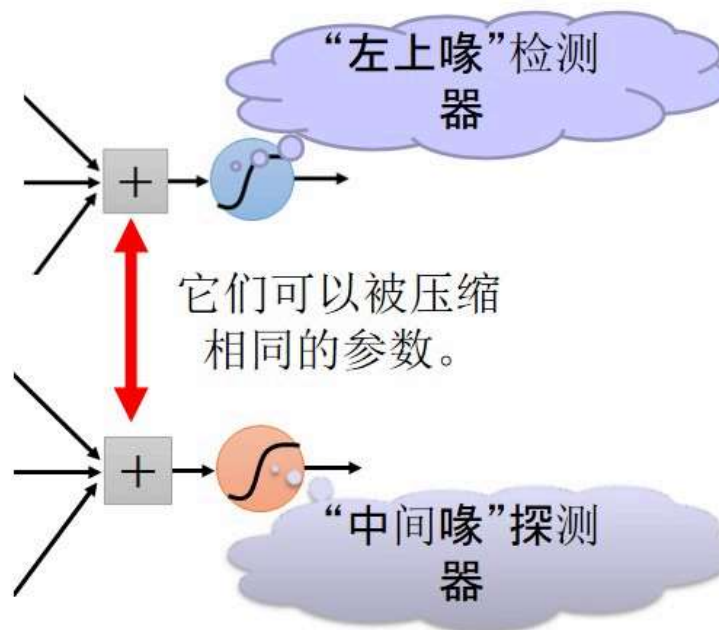 “左上喙”检测
器
+
它们可以被压缩
相同的参数。
+
“中间喙”探测
器